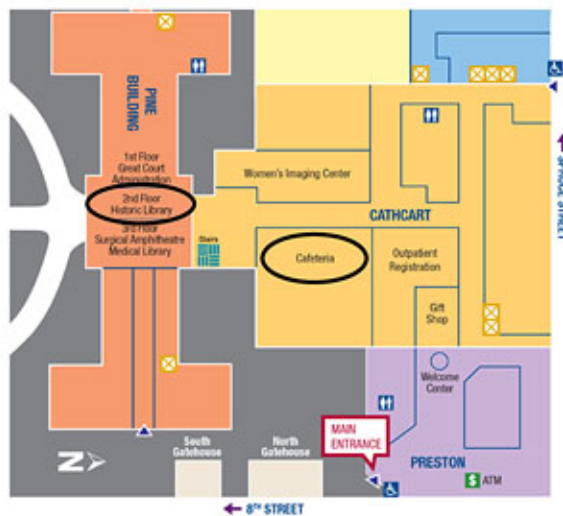 PINE
BUILDING
1st Floor
Great Court
Administration
2nd Floor
Historic Library
3rd Floor
Surgical Amphitheatre
Medical Library
Women's Imaging Center
CATHCART
SPRUCE STREET
Stairs
Cafeteria
Outpatient
Registration
Gift
Shop
Welcome
Center
MAIN
ENTRANCE
South
Gatehouse
North
Gatehouse
PRESTON
N
$ ATM
8TH STREET